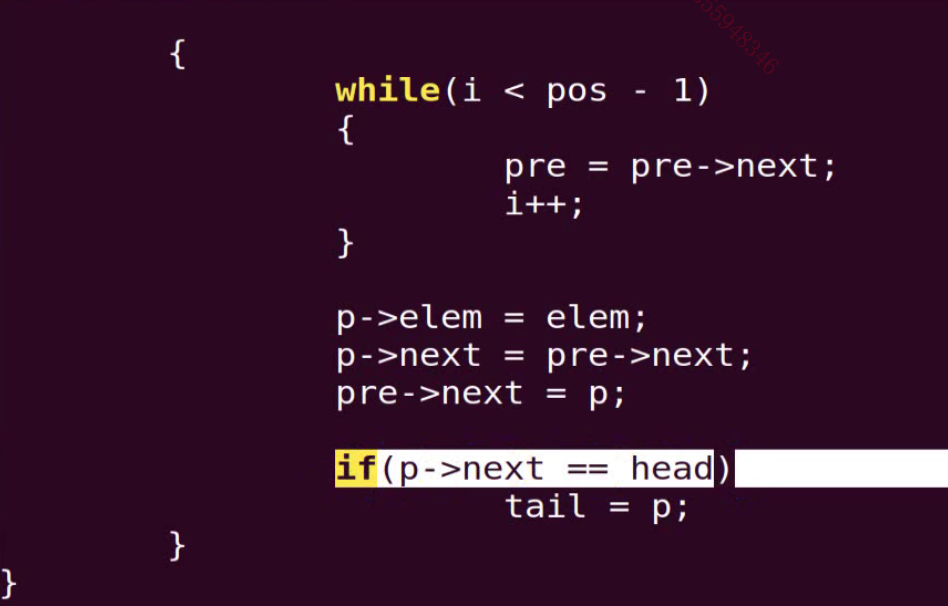 {
while(i < pos - 1)
{
pre = pre->next;
i++;
}
p->elem = elem;
p->next = pre->next;
pre->next = p;
if(p->next == head)
tail = p;
}
}